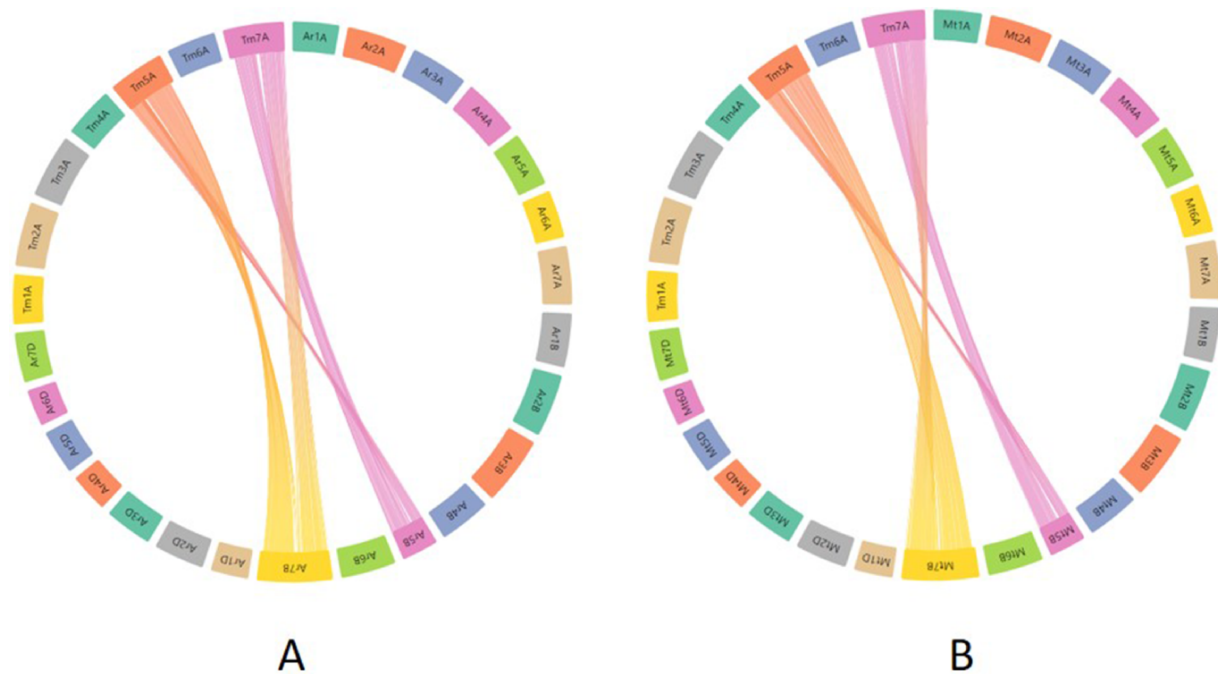 Tm7A
Ar1A
Ar2A
Ar3A
Ar4A
Ar5A
Ar6A
Ar7A
Ar1B
Ar2B
Ar3B
Ar4B
Ar5B
Ar6B
Ar7B
Ar1D
Ar2D
Ar3D
Ar4D
Ar5D
Ar6D
Ar7D
Tm1A
Tm2A
Tm3A
Tm4A
Tm5A
Tm6A
A
Tm7A
Mt1A
Mt2A
Mt3A
Mt4A
Mt5A
Mt6A
Mt7A
Mt1B
Mt2B
Mt3B
Mt4B
Mt5B
Mt6B
Mt7B
Mt1D
Mt2D
Mt3D
Mt4D
Mt5D
Mt6D
Mt7D
Tm1A
Tm2A
Tm3A
Tm4A
Tm5A
Tm6A
B